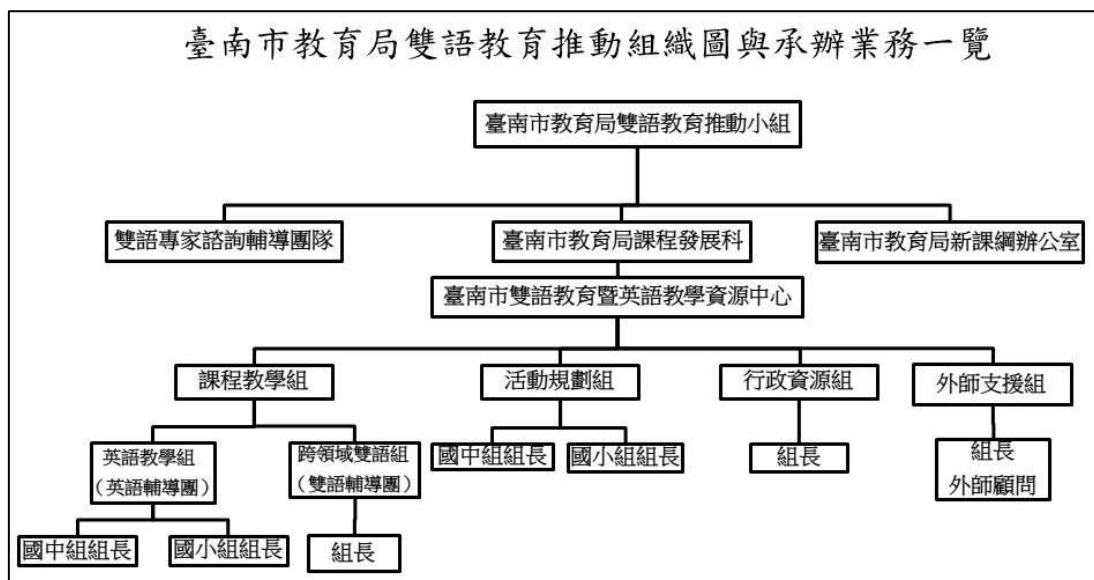 臺南市教育局雙語教育推動組織圖與承辦業務一覽
臺南市教育局雙語教育推動小組
雙語專家諮詢輔導團隊
臺南市教育局課程發展科
臺南市教育局新課綱辦公室
臺南市雙語教育暨英語教學資源中心
課程教學組
活動規劃組
行政資源組
外師支援組
英語教學組
（英語輔導團）
跨領域雙語組
（雙語輔導團）
國中組組長
國小組組長
組長
組長
外師顧問
國中組組長
國小組組長
組長